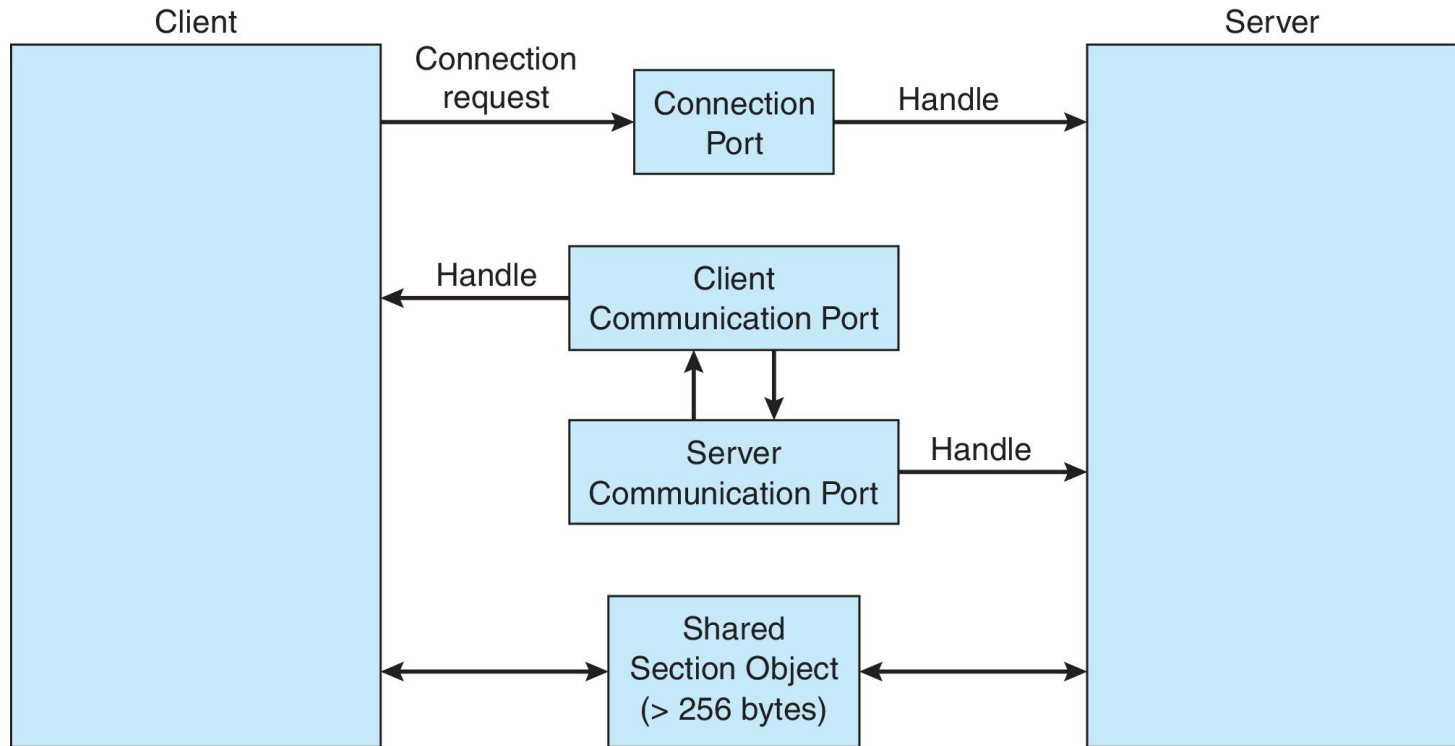 Client
Server
Connection
request
Connection
Port
Handle
Handle
Client
Communication Port
Server
Communication Port
Handle
Shared
Section Object
(> 256 bytes)